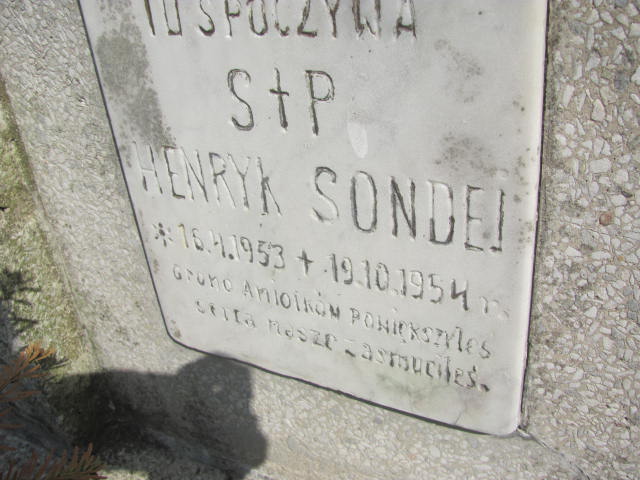 TU SPOCZYWA
S†P
HENRYK SONDEJ
* 16.4.1953 † 19.10.1954 r.
Grono Aniołków powiększyłeś
serca nasze zasmuciłeś.